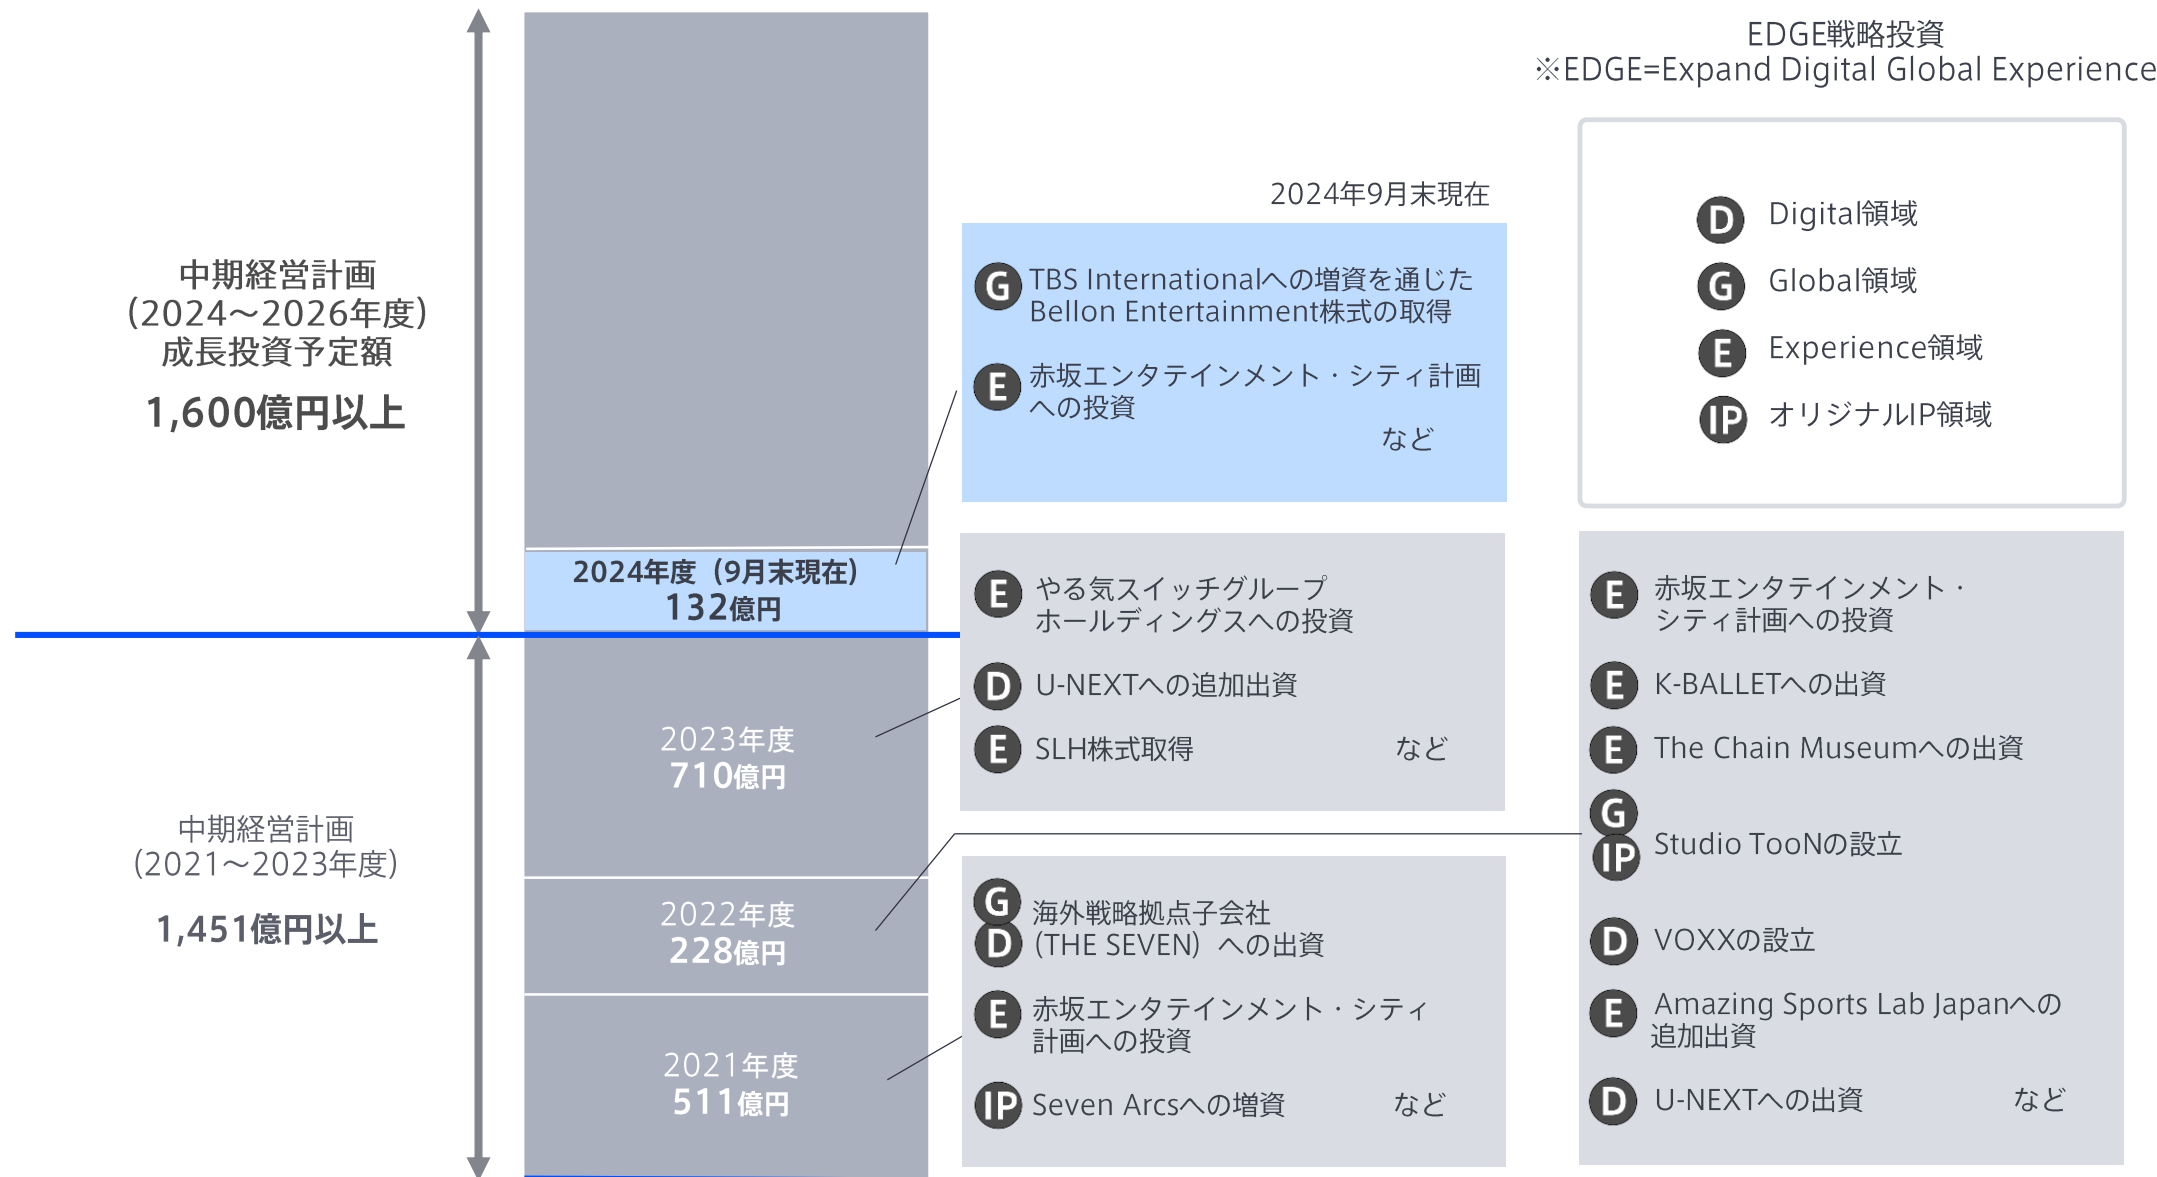 EDGE戦略投資
※EDGE=Expand Digital Global Experience
D Digital領域
G Global領域
E Experience領域
IP オリジナルIP領域
中期経営計画
(2024～2026年度)
成長投資予定額
1,600億円以上
2024年度(9月末現在)
132億円
2024年9月末現在
G TBS Internationalへの増資を通じた
Bellon Entertainment株式の取得
E 赤坂エンタテインメント・シティ計画
への投資
など
中期経営計画
(2021～2023年度)
1,451億円以上
2023年度
710億円
E やる気スイッチグループ
ホールディングスへの投資
D U-NEXTへの追加出資
E SLH株式取得 など
2022年度
228億円
E 赤坂エンタテインメント・
シティ計画への投資
E K-BALLETへの出資
E The Chain Museumへの出資
G
IP Studio TooNの設立
D VOXXの設立
E Amazing Sports Lab Japanへの
追加出資
D U-NEXTへの出資 など
2021年度
511億円
G 海外戦略拠点子会社
D (THE SEVEN) への出資
E 赤坂エンタテインメント・シティ
計画への投資
IP Seven Arcsへの増資 など